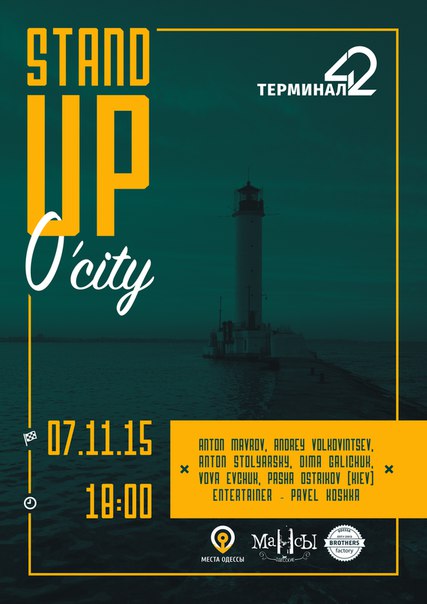 STAND
UP
O'city
ТЕРМИНАЛ 42
07.11.15
18:00
ANTON MAVROV, ANDREY VOLKOVINTSEV,
ANTON STOLYARSKY, DIMA GALICHUK,
VOVA EVCHUK, PASHA OSTRIKOV (KIEV)
ENTERTAINER - PAVEL KOSHKA
МЕСТА ОДЕССЫ
МаНсЫ
BROTHERS
factory